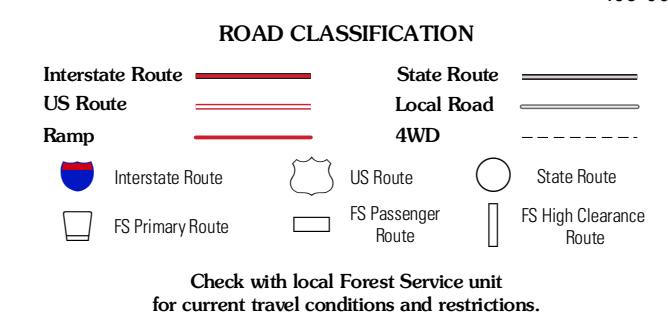 ROAD CLASSIFICATION
Interstate Route State Route
US Route Local Road
Ramp 4WD
Interstate Route US Route State Route
FS Primary Route FS Passenger Route FS High Clearance Route
Check with local Forest Service unit
for current travel conditions and restrictions.